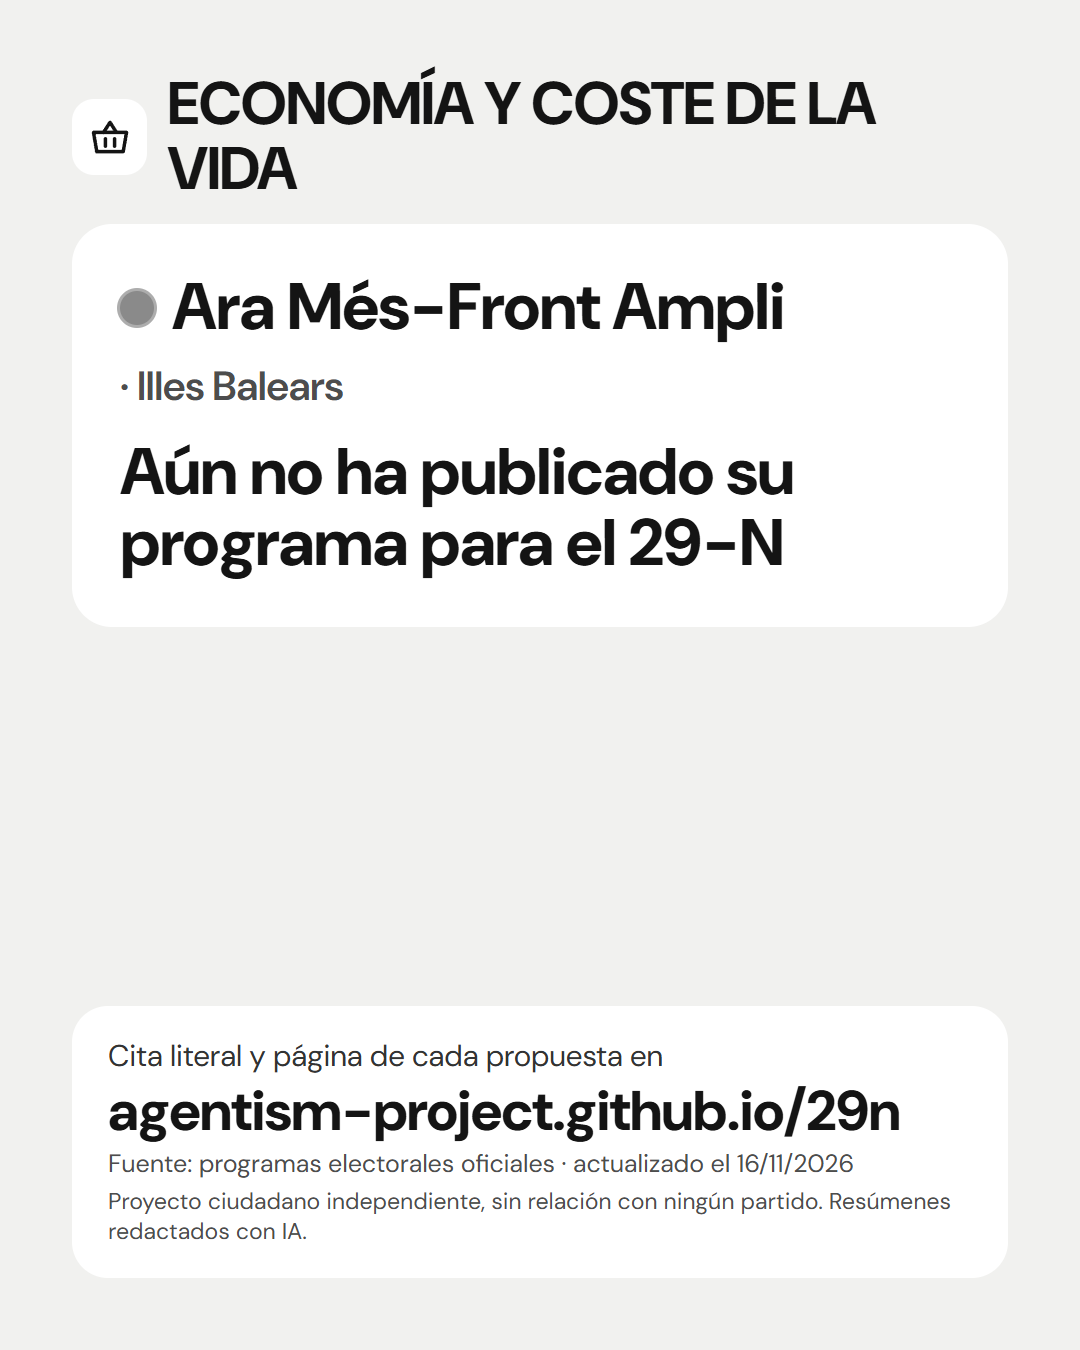 ECONOMÍA Y COSTE DE LA
VIDA
Ara Més-Front Ampli
· Illes Balears
Aún no ha publicado su
programa para el 29-N
Cita literal y página de cada propuesta en
agentism-project.github.io/29n
Fuente: programas electorales oficiales · actualizado el 16/11/2026
Proyecto ciudadano independiente, sin relación con ningún partido. Resúmenes
redactados con IA.